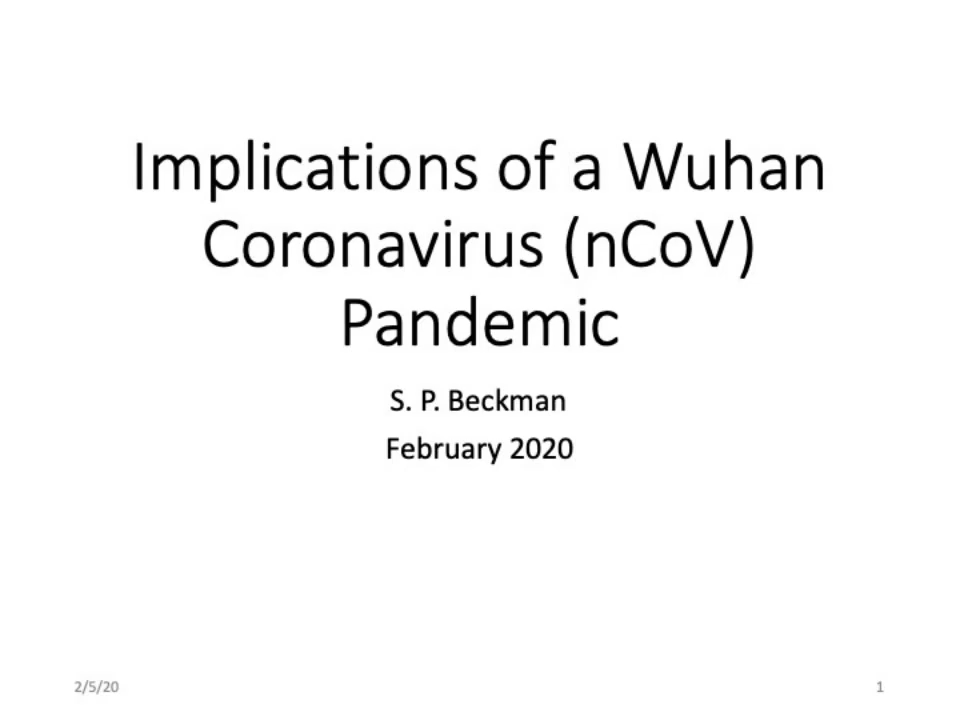 Implications of a Wuhan
Coronavirus (nCoV)
Pandemic
S. P. Beckman
February 2020
2/5/20
1